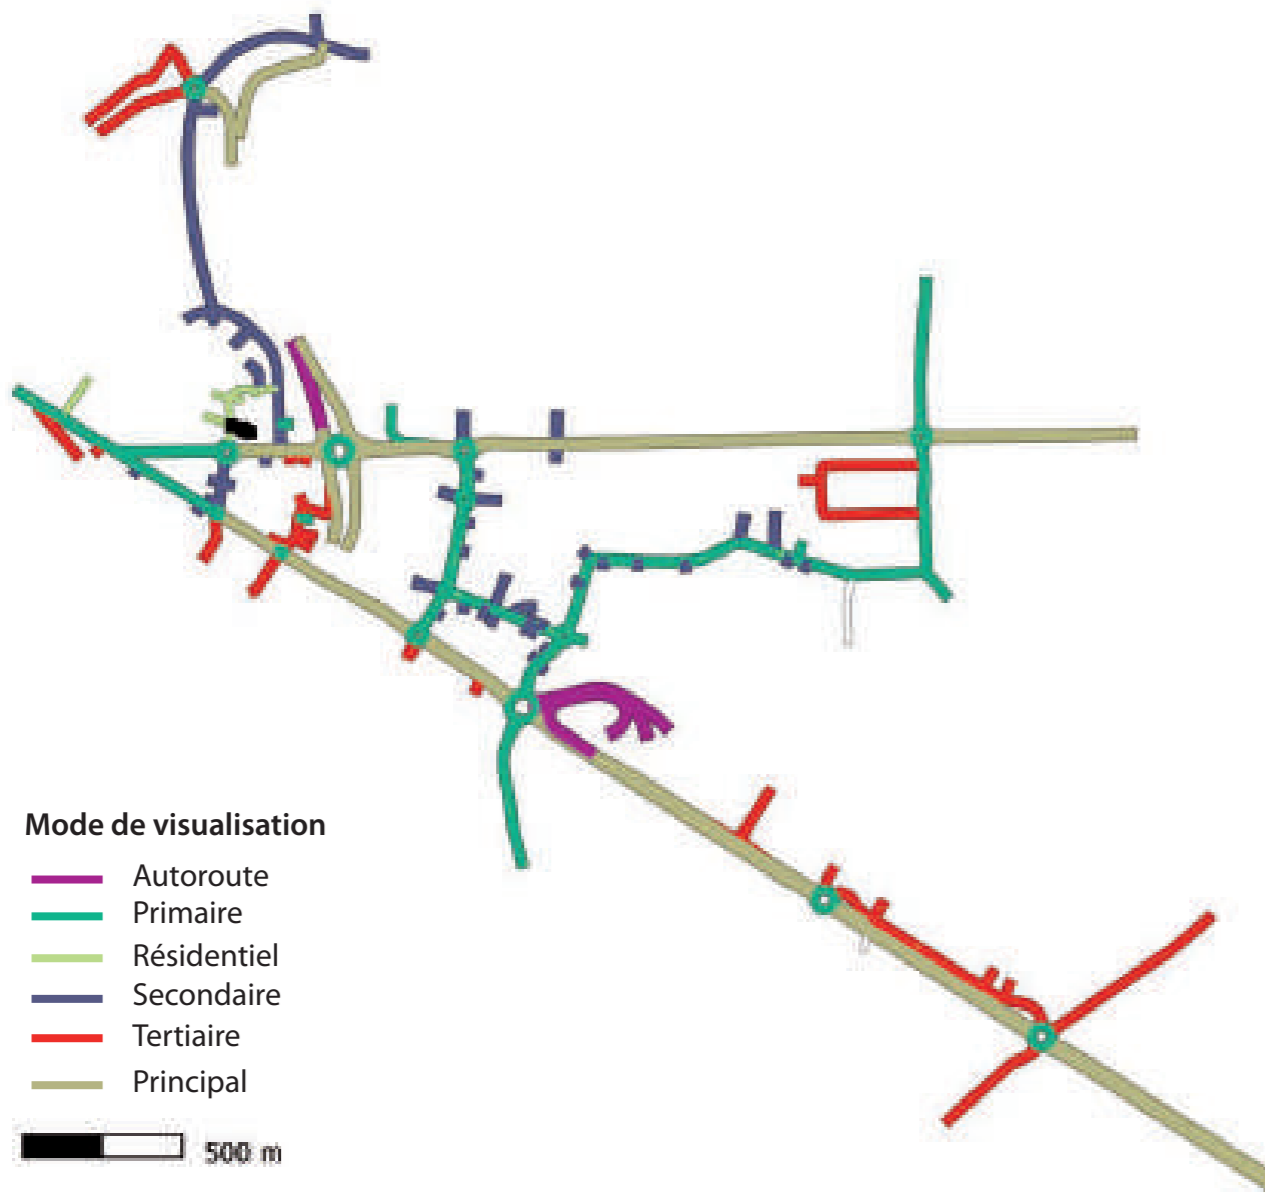 Mode de visualisation
Autoroute
Primaire
Résidentiel
Secondaire
Tertiaire
Principal
500 m